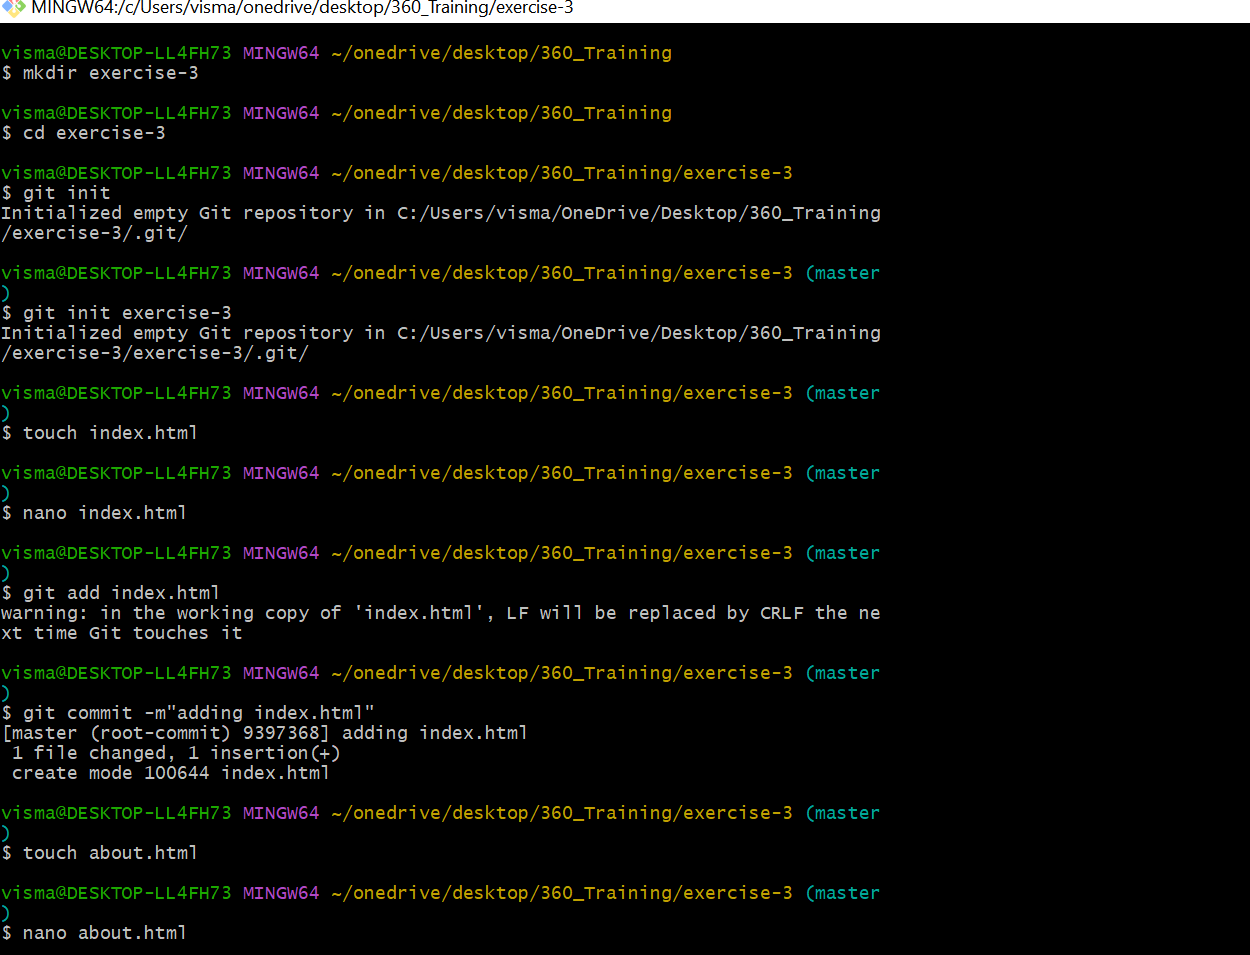 MINGW64:/c/Users/visma/onedrive/desktop/360_Training/exercise-3
visma@DESKTOP-LL4FH73 MINGW64 ~/onedrive/desktop/360_Training
$ mkdir exercise-3
visma@DESKTOP-LL4FH73 MINGW64 ~/onedrive/desktop/360_Training
$ cd exercise-3
visma@DESKTOP-LL4FH73 MINGW64 ~/onedrive/desktop/360_Training/exercise-3
$ git init
Initialized empty Git repository in C:/Users/visma/OneDrive/Desktop/360_Training
/exercise-3/.git/
visma@DESKTOP-LL4FH73 MINGW64 ~/onedrive/desktop/360_Training/exercise-3 (master
)
$ git init exercise-3
Initialized empty Git repository in C:/Users/visma/OneDrive/Desktop/360_Training
/exercise-3/exercise-3/.git/
visma@DESKTOP-LL4FH73 MINGW64 ~/onedrive/desktop/360_Training/exercise-3 (master
)
$ touch index.html
visma@DESKTOP-LL4FH73 MINGW64 ~/onedrive/desktop/360_Training/exercise-3 (master
)
$ nano index.html
visma@DESKTOP-LL4FH73 MINGW64 ~/onedrive/desktop/360_Training/exercise-3 (master
)
$ git add index.html
warning: in the working copy of 'index.html', LF will be replaced by CRLF the ne
xt time Git touches it
visma@DESKTOP-LL4FH73 MINGW64 ~/onedrive/desktop/360_Training/exercise-3 (master
)
$ git commit -m"adding index.html"
[master (root-commit) 9397368] adding index.html
 1 file changed, 1 insertion(+)
 create mode 100644 index.html
visma@DESKTOP-LL4FH73 MINGW64 ~/onedrive/desktop/360_Training/exercise-3 (master
)
$ touch about.html
visma@DESKTOP-LL4FH73 MINGW64 ~/onedrive/desktop/360_Training/exercise-3 (master
)
$ nano about.html